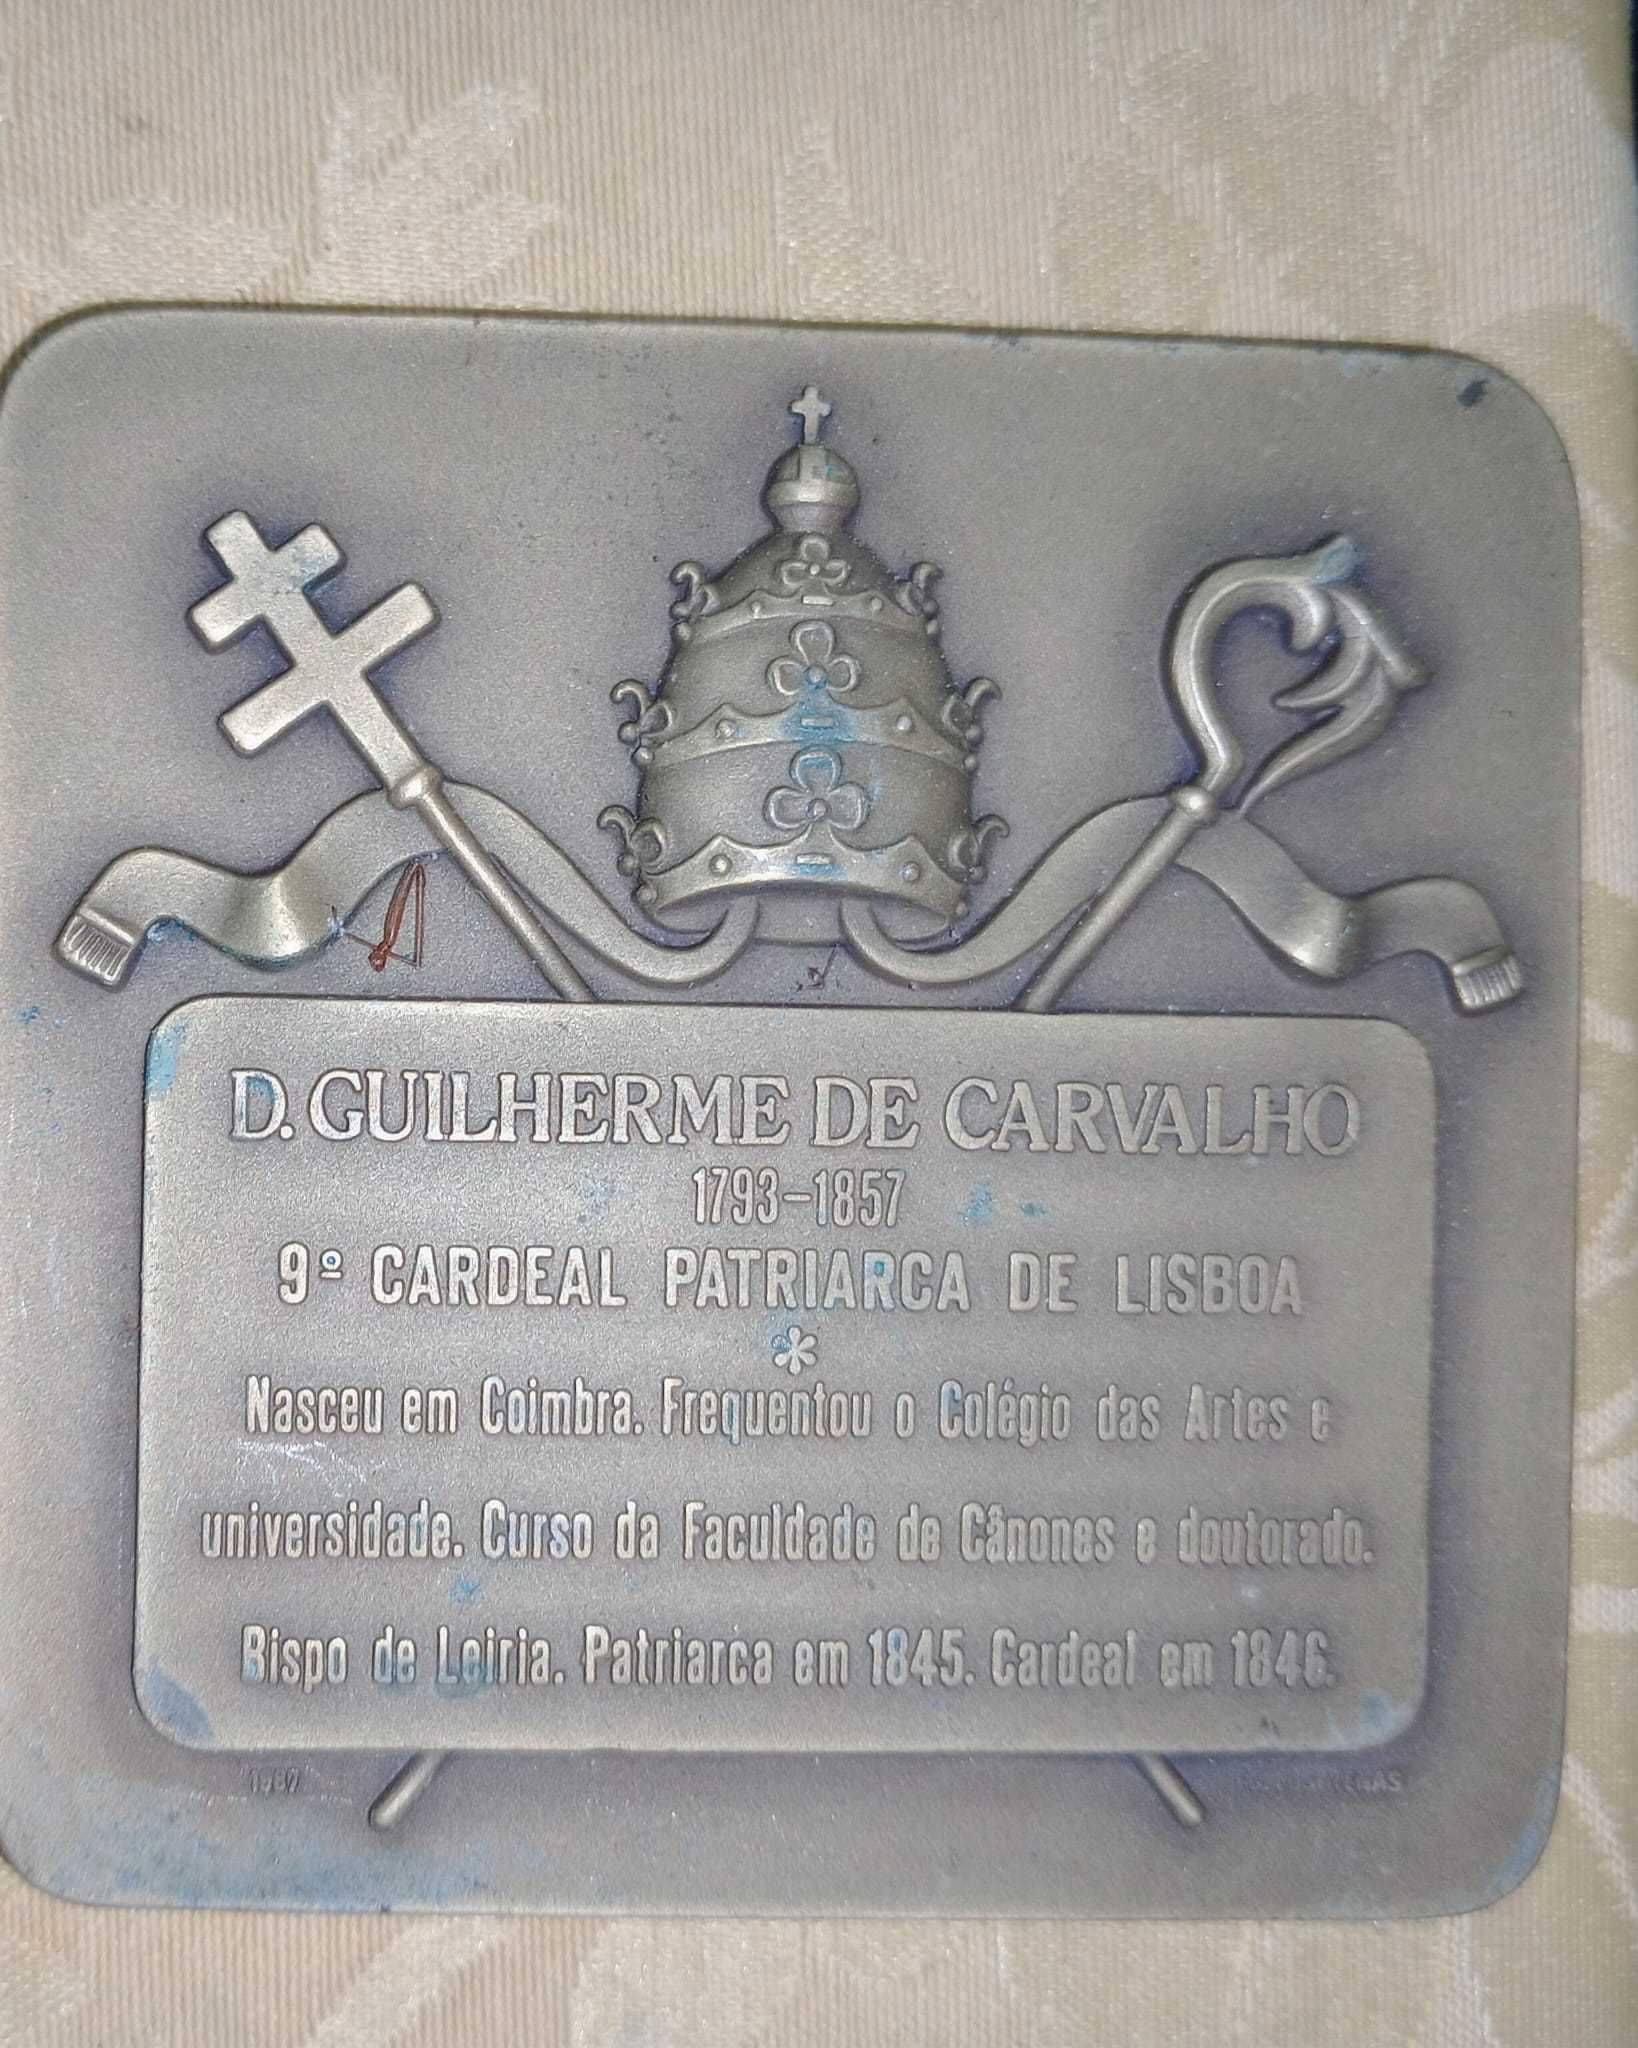 D. GUILHERME DE CARVALHO
1793-1857
9º CARDEAL PATRIARCA DE LISBOA
*
Nasceu em Coimbra. Frequentou o Colégio das Artes e
universidade. Curso da Faculdade de Cânones e doutorado.
Bispo de Leiria. Patriarca em 1845. Cardeal em 1846.
1987